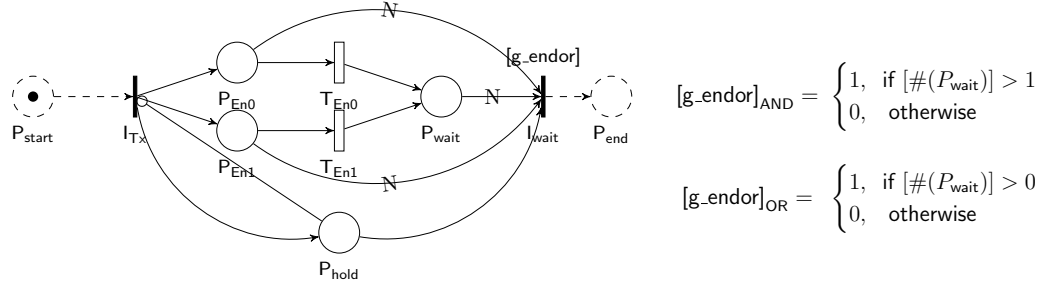 N
[g_endor]
P_En0
T_En0
P_start
I_Tx
P_wait
N
I_wait
P_end
P_En1
T_En1
N
P_hold
[g_endor]_AND = { 1, if [#(P_wait)] > 1
0, otherwise
[g_endor]_OR = { 1, if [#(P_wait)] > 0
0, otherwise